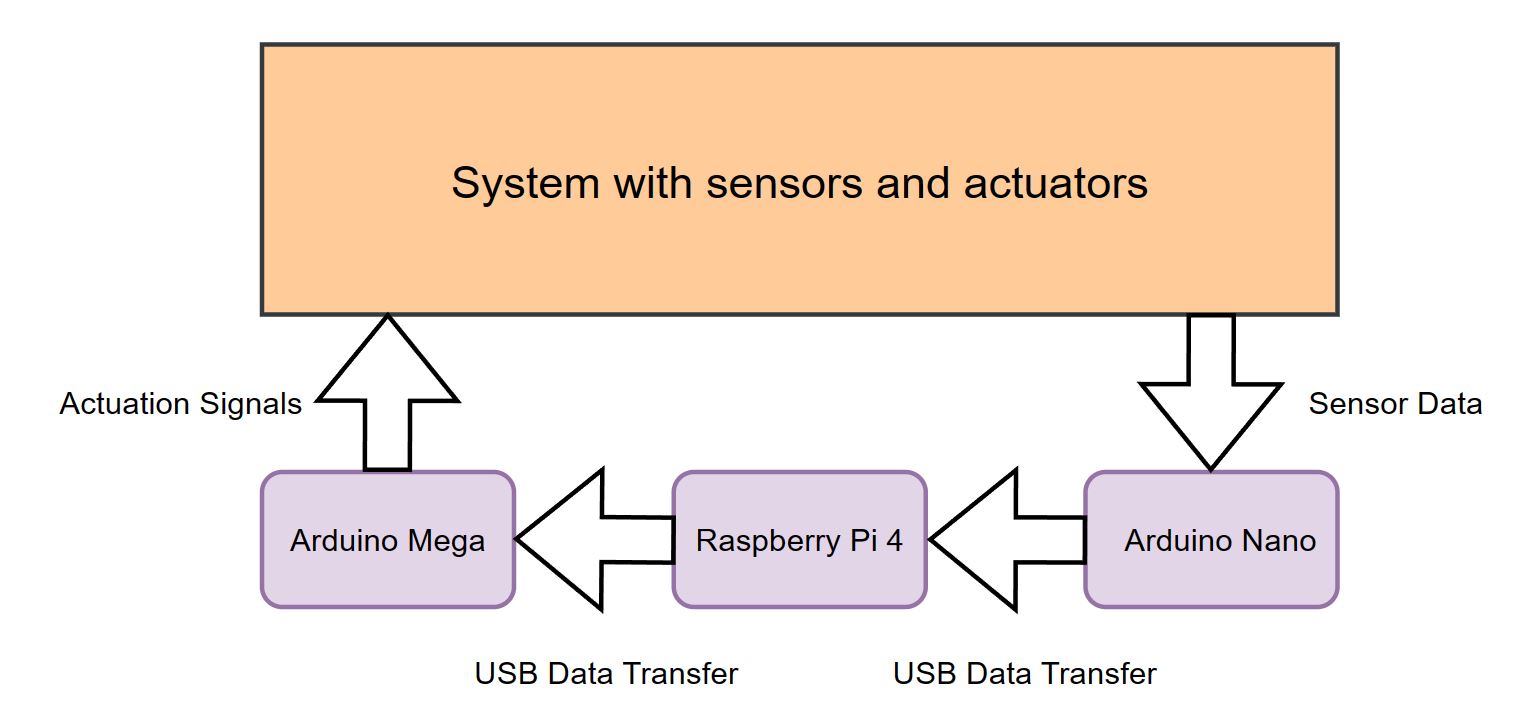 System with sensors and actuators
Actuation Signals
Sensor Data
Arduino Mega
Raspberry Pi 4
Arduino Nano
USB Data Transfer
USB Data Transfer